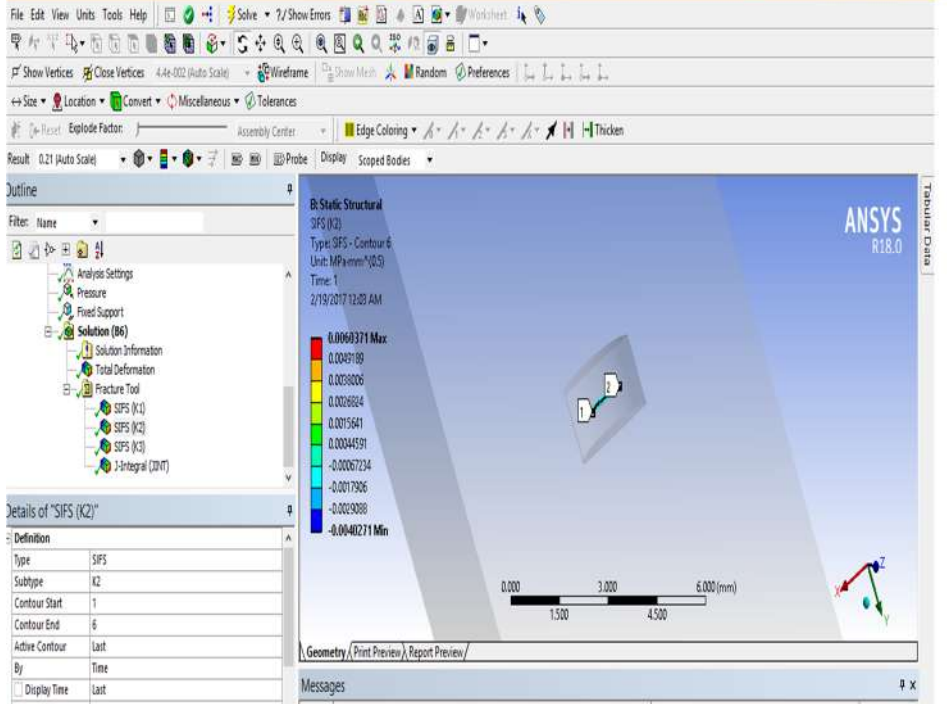 File Edit View Units Tools Help Solve ?/Show Errors A Worksheet
Show Vertices Close Vertices 4.4e-002 (Auto Scale) Wireframe Show Mesh Random Preferences
Size Location Convert Miscellaneous Tolerances
Reset Explode Factor: Assembly Center Edge Coloring Thicken
Result 0.21 (Auto Scale) Probe Display Scoped Bodies
Outline
Filter: Name
Analysis Settings
Pressure
Fixed Support
Solution (B6)
Solution Information
Total Deformation
Fracture Tool
SIFS (K1)
SIFS (K2)
SIFS (K3)
J-Integral (JINT)
Details of "SIFS (K2)"
Definition
Type SIFS
Subtype K2
Contour Start 1
Contour End 6
Active Contour Last
By Time
Display Time Last
B: Static Structural
SIFS (K2)
Type: SIFS - Contour 6
Unit: MPa·mm^(0.5)
Time: 1
2/19/2017 12:03 AM
0.0060371 Max
0.0049189
0.0038006
0.0026824
0.0015641
0.00044591
-0.00067234
-0.0017906
-0.0029088
-0.0040271 Min
ANSYS
R18.0
1
2
0.000 3.000 6.000 (mm)
1.500 4.500
X
Y
Z
Geometry Print Preview Report Preview
Messages
Tabular Data